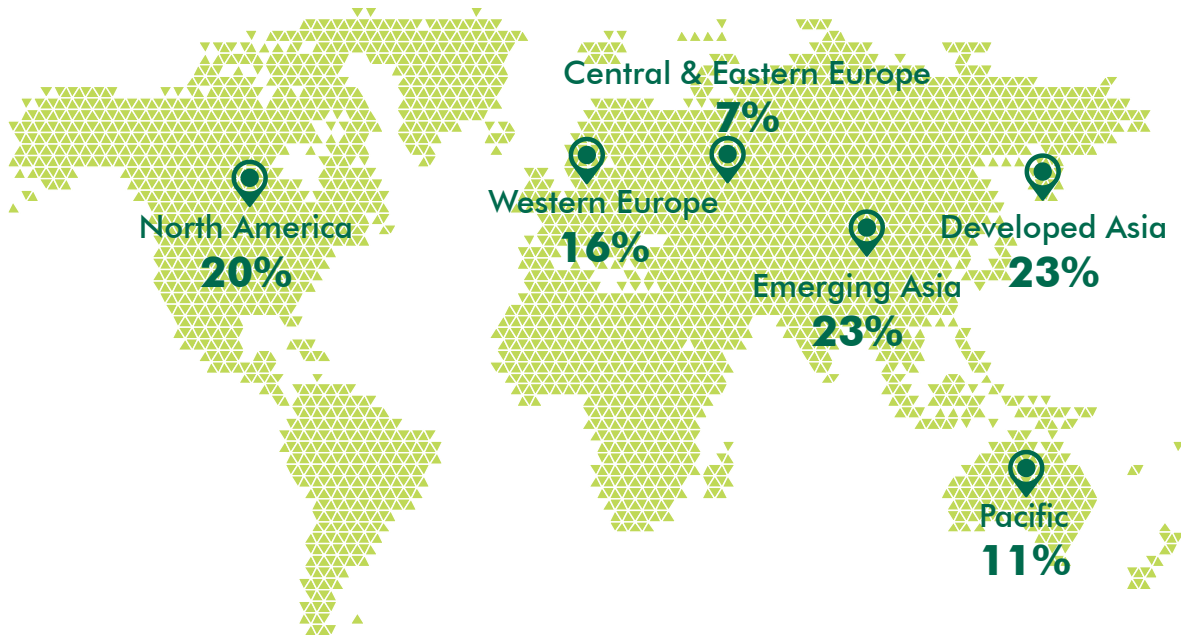 Central & Eastern Europe
7%
Western Europe
16%
North America
20%
Developed Asia
23%
Emerging Asia
23%
Pacific
11%